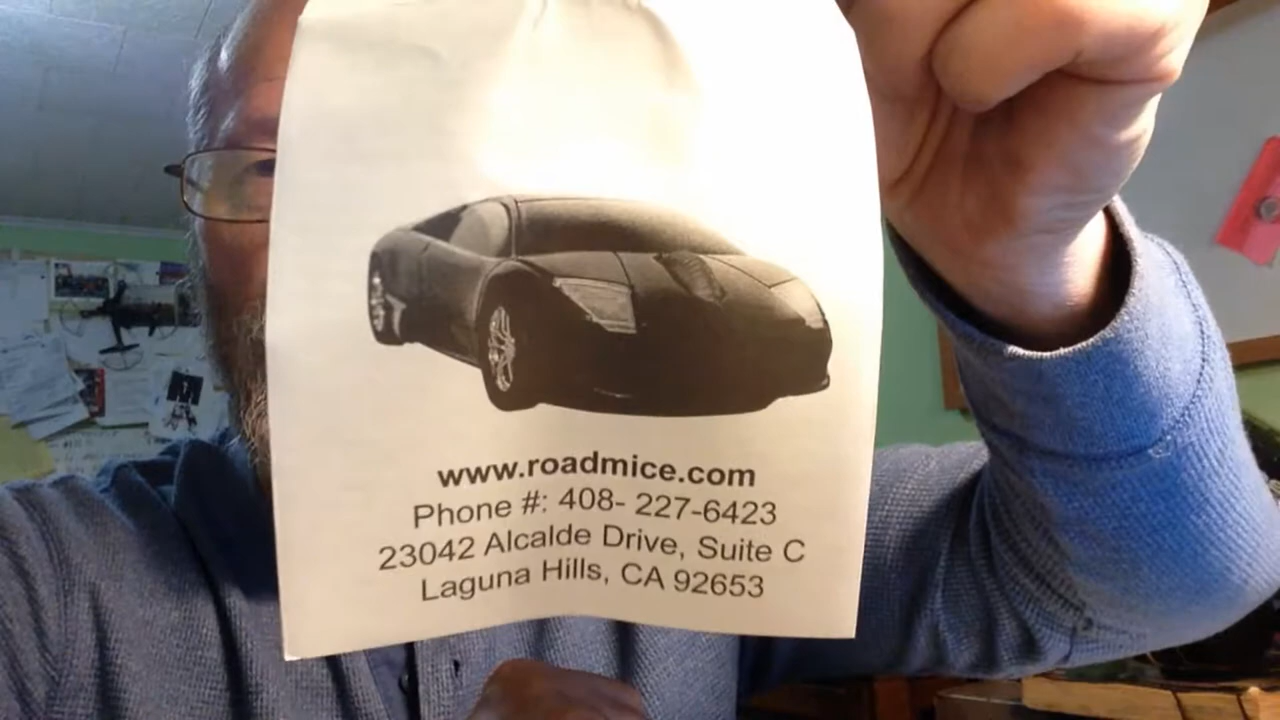 www.roadmice.com
Phone #: 408- 227-6423
23042 Alcalde Drive, Suite C
Laguna Hills, CA 92653